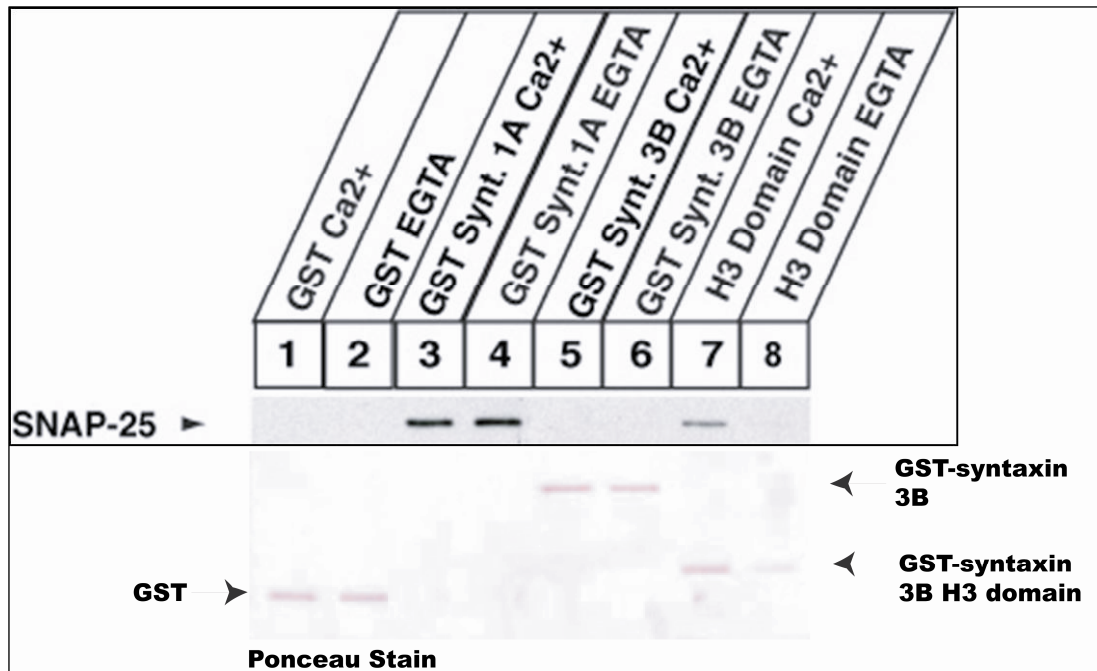 GST Ca2+
GST EGTA
GST Synt. 1A Ca2+
GST Synt.1A EGTA
GST Synt. 3B Ca2+
GST Synt. 3B EGTA
H3 Domain Ca2+
H3 Domain EGTA
1 2 3 4 5 6 7 8
SNAP-25
GST-syntaxin
3B
GST
GST-syntaxin
3B H3 domain
Ponceau Stain